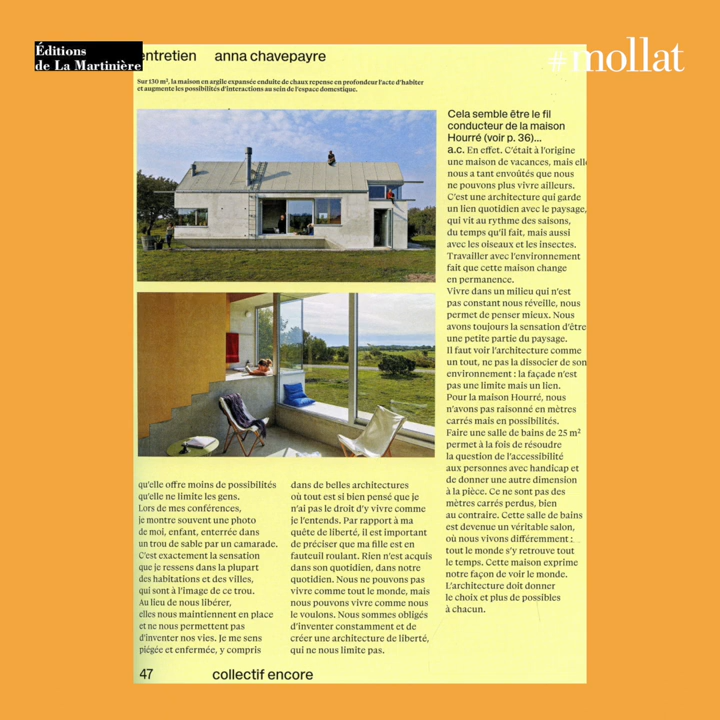 Éditions
de La Martinière
#mollat
entretien anna chavepayre
Sur 130 m², la maison en argile expansée enduite de chaux repense en profondeur l'acte d'habiter
et augmente les possibilités d'interactions au sein de l'espace domestique.
qu'elle offre moins de possibilités
qu'elle ne limite les gens.
Lors de mes conférences,
je montre souvent une photo
de moi, enfant, enterrée dans
un trou de sable par un camarade.
C'est exactement la sensation
que je ressens dans la plupart
des habitations et des villes,
qui sont à l'image de ce trou.
Au lieu de nous libérer,
elles nous maintiennent en place
et ne nous permettent pas
d'inventer nos vies. Je me sens
piégée et enfermée, y compris
dans de belles architectures
où tout est si bien pensé que je
n'ai pas le droit d'y vivre comme
je l'entends. Par rapport à ma
quête de liberté, il est important
de préciser que ma fille est en
fauteuil roulant. Rien n'est acquis
dans son quotidien, dans notre
quotidien. Nous ne pouvons pas
vivre comme tout le monde, mais
nous pouvons vivre comme nous
le voulons. Nous sommes obligés
d'inventer constamment et de
créer une architecture de liberté,
qui ne nous limite pas.
Cela semble être le fil
conducteur de la maison
Hourré (voir p. 36)...
a.c. En effet. C'était à l'origine
une maison de vacances, mais elle
nous a tant envoûtés que nous
ne pouvons plus vivre ailleurs.
C'est une architecture qui garde
un lien quotidien avec le paysage,
qui vit au rythme des saisons,
du temps qu'il fait, mais aussi
avec les oiseaux et les insectes.
Travailler avec l'environnement
fait que cette maison change
en permanence.
Vivre dans un milieu qui n'est
pas constant nous réveille, nous
permet de penser mieux. Nous
avons toujours la sensation d'être
une petite partie du paysage.
Il faut voir l'architecture comme
un tout, ne pas la dissocier de son
environnement : la façade n'est
pas une limite mais un lien.
Pour la maison Hourré, nous
n'avons pas raisonné en mètres
carrés mais en possibilités.
Faire une salle de bains de 25 m²
permet à la fois de résoudre
la question de l'accessibilité
aux personnes avec handicap et
de donner une autre dimension
à la pièce. Ce ne sont pas des
mètres carrés perdus, bien
au contraire. Cette salle de bains
est devenue un véritable salon,
où nous vivons différemment :
tout le monde s'y retrouve tout
le temps. Cette maison exprime
notre façon de voir le monde.
L'architecture doit donner
le choix et plus de possibles
à chacun.
47 collectif encore